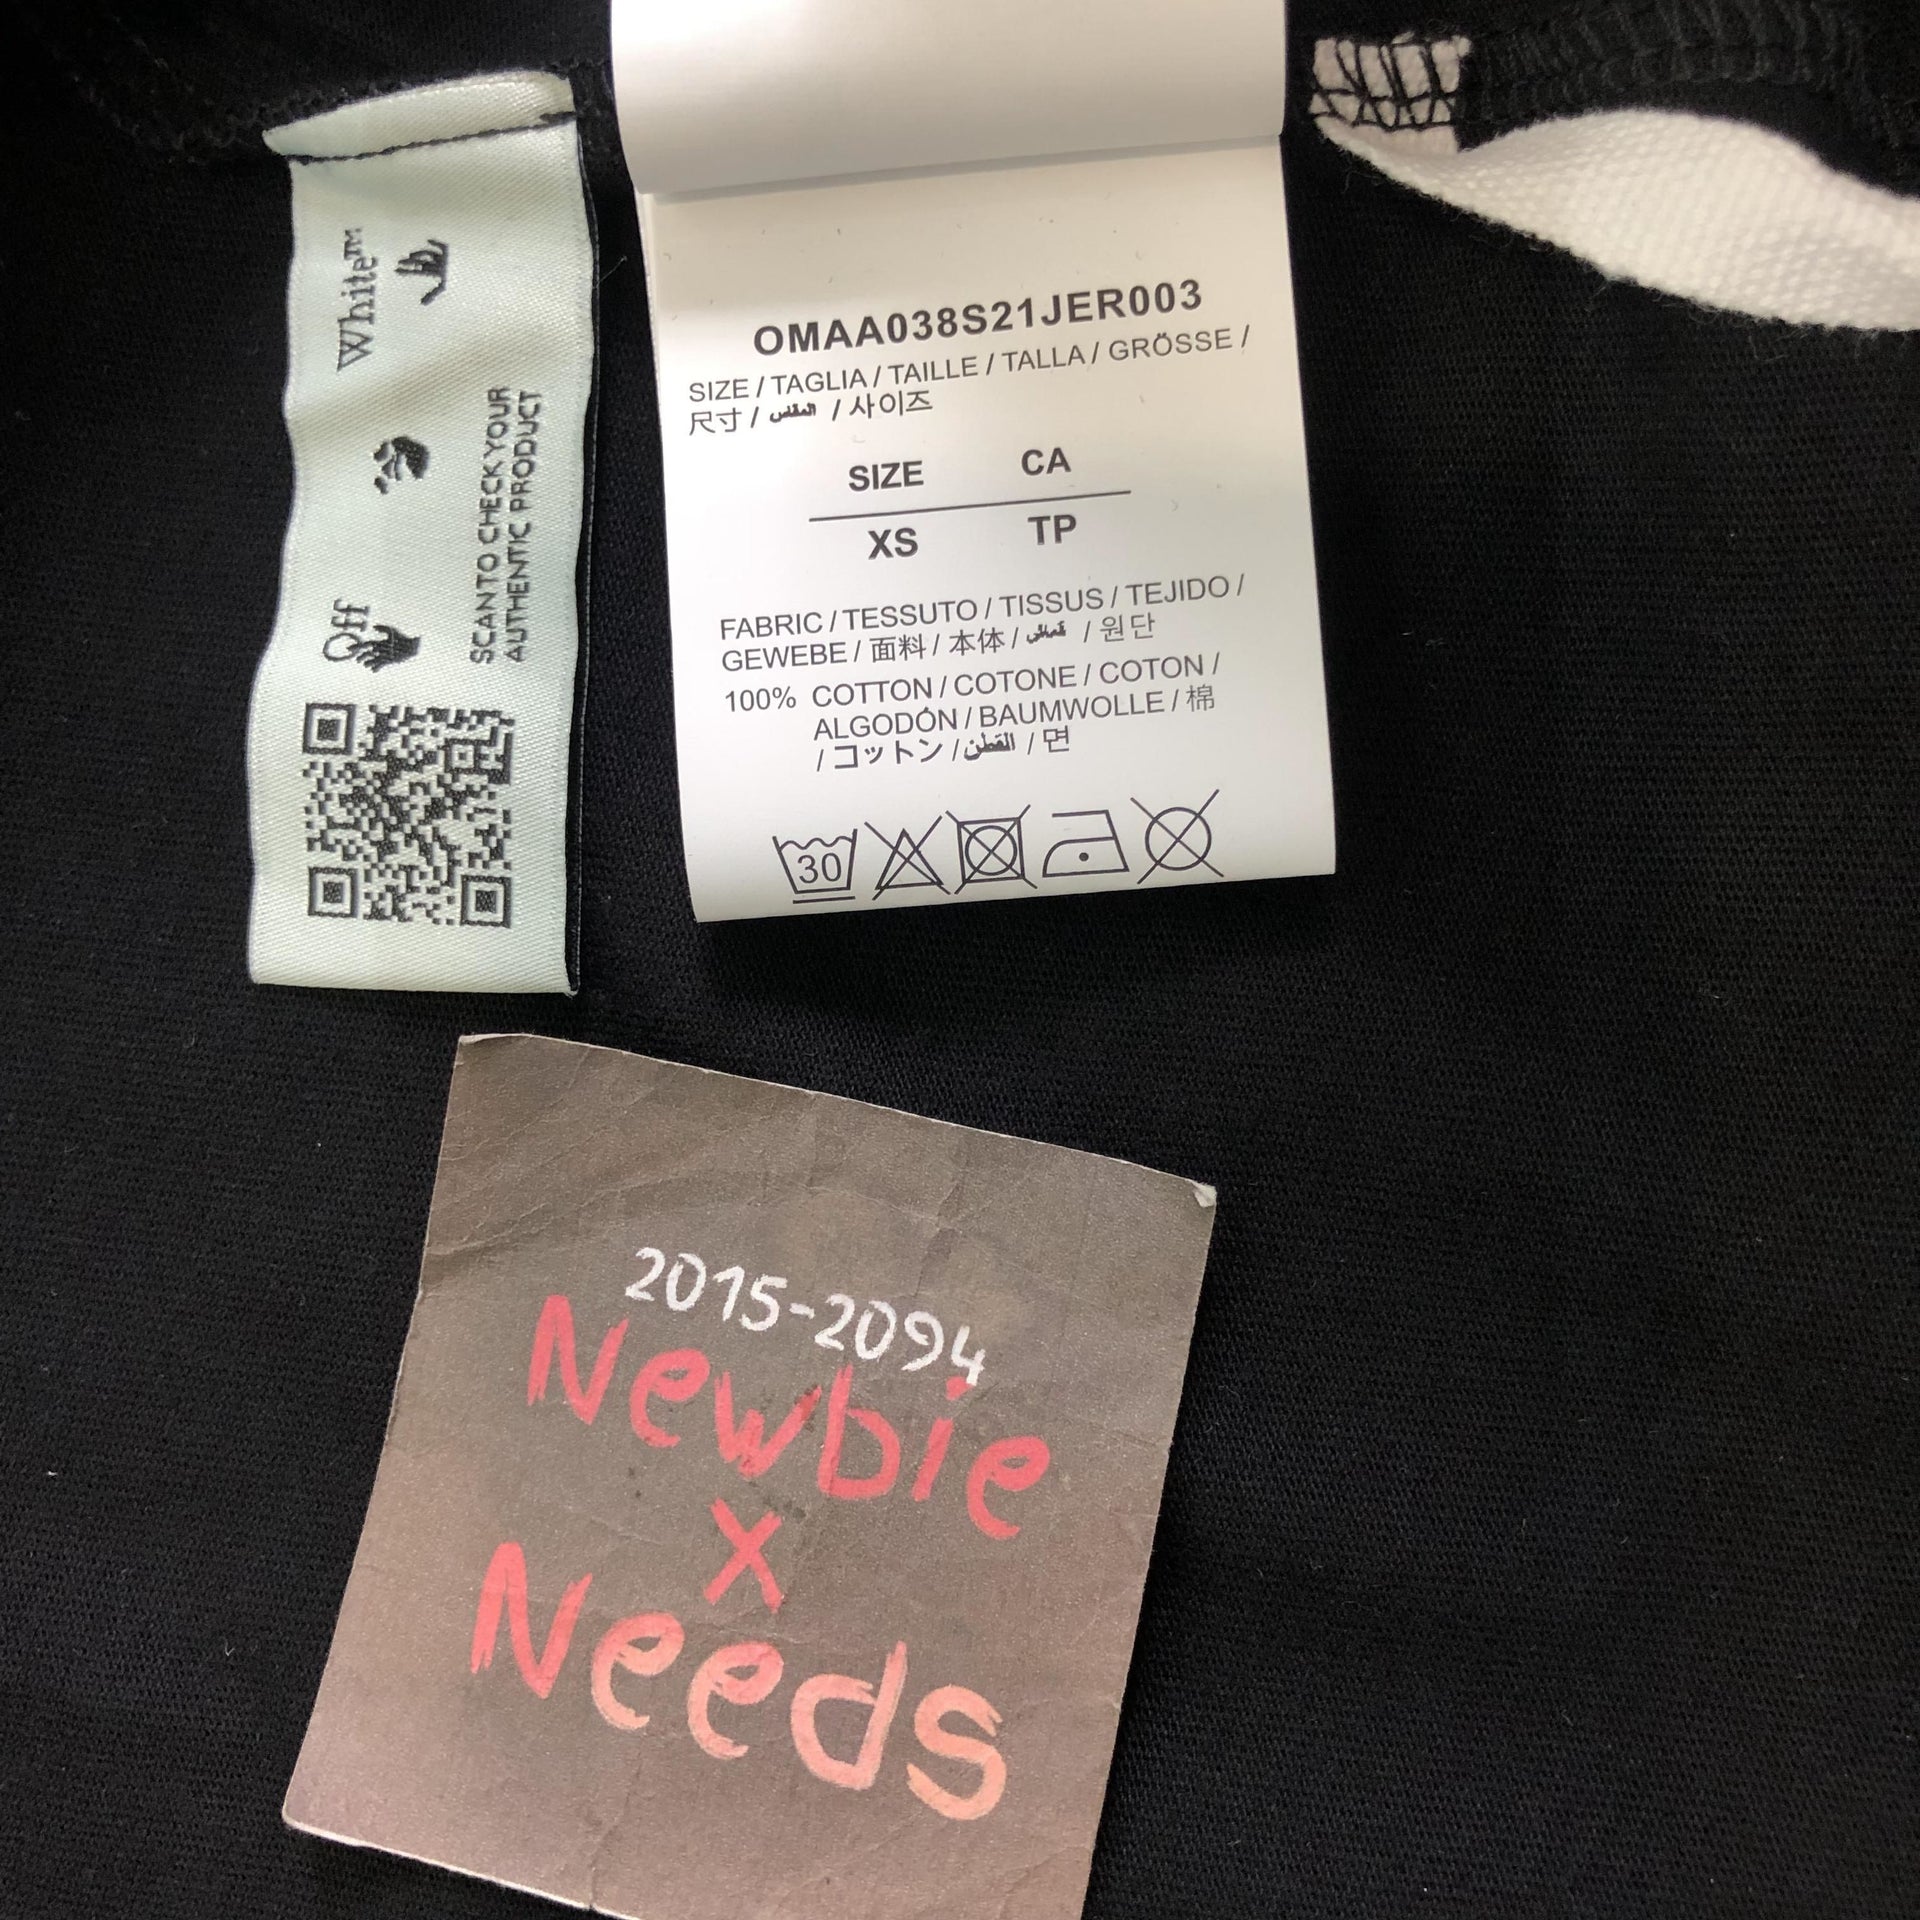 Off White™
SCAN TO CHECK YOUR
AUTHENTIC PRODUCT
OMAA038S21JER003
SIZE / TAGLIA / TAILLE / TALLA / GRÖSSE /
尺寸 / المقاس / 사이즈
SIZE CA
XS TP
FABRIC / TESSUTO / TISSUS / TEJIDO /
GEWEBE / 面料 / 本体 / قماش / 원단
100% COTTON / COTONE / COTON /
ALGODÓN / BAUMWOLLE / 棉
/ コットン / القطن / 면
30
2015-2094
Newbie
x
Needs